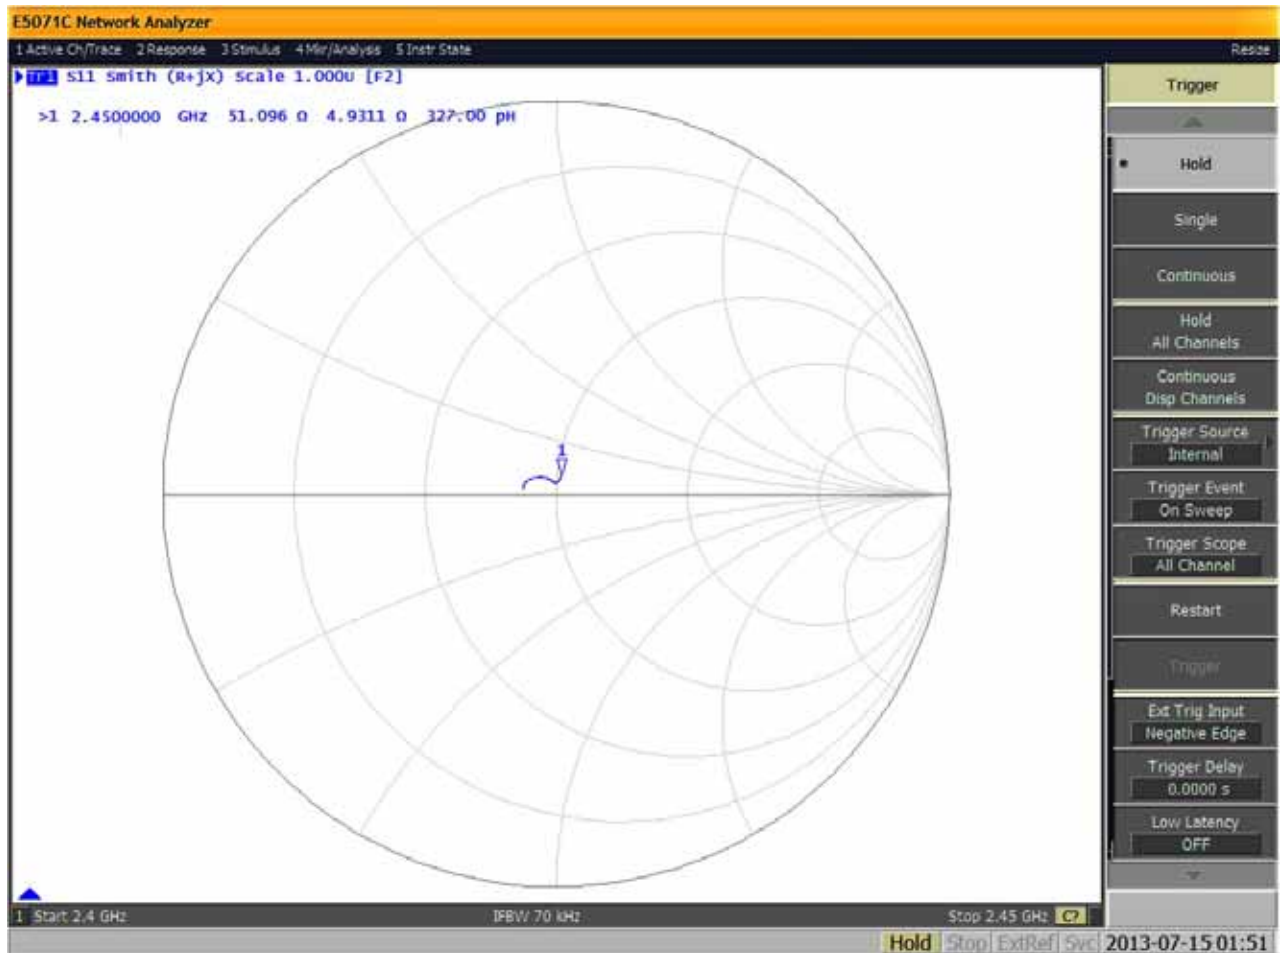 E5071C Network Analyzer
1 Active Ch/Trace 2 Response 3 Stimulus 4 Mkr/Analysis 5 Instr State Resize
Tr1 S11 Smith (R+jX) Scale 1.000U [F2]
>1 2.4500000 GHz 51.096 Ω 4.9311 Ω 327.00 pH
1
Trigger
Hold
Single
Continuous
Hold
All Channels
Continuous
Disp Channels
Trigger Source
Internal
Trigger Event
On Sweep
Trigger Scope
All Channel
Restart
Trigger
Ext Trig Input
Negative Edge
Trigger Delay
0.0000 s
Low Latency
OFF
1 Start 2.4 GHz IFBW 70 kHz Stop 2.45 GHz C?
Hold Stop ExtRef Svc 2013-07-15 01:51